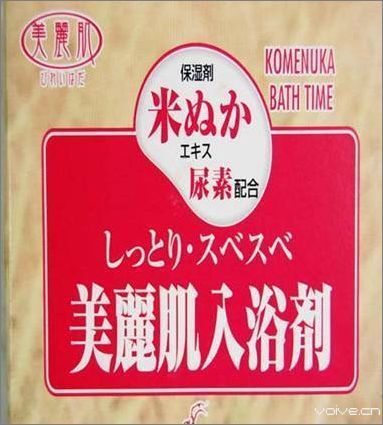 美麗肌
びれいはだ
KOMENUKA
BATH TIME
保湿剤
米ぬか
エキス
尿素配合
しっとり・スベスベ
美麗肌入浴剤
voive.cn